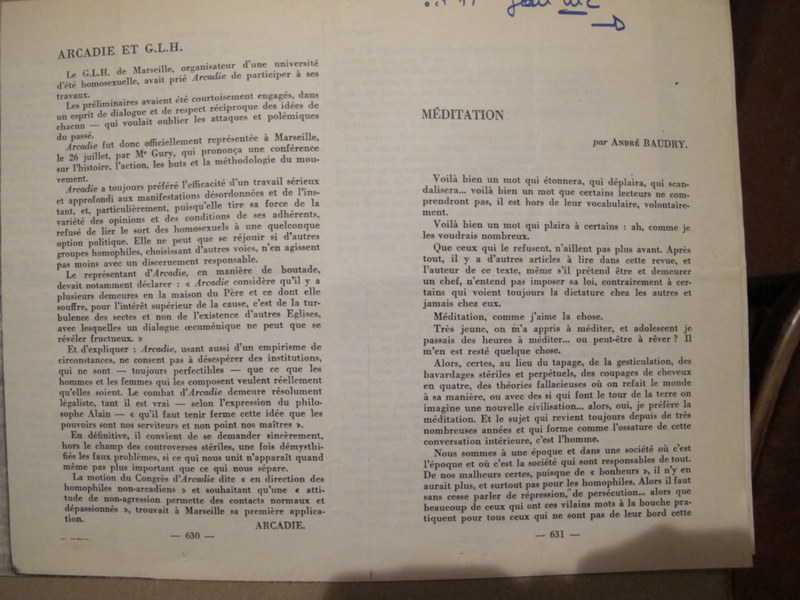 ARCADIE ET G.L.H.
Le G.L.H. de Marseille, organisateur d'une université
d'été homosexuelle, avait prié Arcadie de participer à ses
travaux.
Les préliminaires avaient été courtoisement engagés, dans
un esprit de dialogue et de respect réciproque des idées de
chacun — qui voulait oublier les attaques et polémiques
du passé.
Arcadie fut donc officiellement représentée à Marseille,
le 26 juillet, par Me Gury, qui prononça une conférence
sur l'histoire, l'action, les buts et la méthodologie du mou-
vement.
Arcadie a toujours préféré l'efficacité d'un travail sérieux
et approfondi aux manifestations désordonnées et de l'ins-
tant, et, particulièrement, puisqu'elle tire sa force de la
variété des opinions et des conditions de ses adhérents,
refusé de lier le sort des homosexuels à une quelconque
option politique. Elle ne peut que se réjouir si d'autres
groupes homophiles, choisissant d'autres voies, n'en agissent
pas moins avec un discernement responsable.
Le représentant d'Arcadie, en manière de boutade,
devait notamment déclarer : « Arcadie considère qu'il y a
plusieurs demeures en la maison du Père et ce dont elle
souffre, pour l'intérêt supérieur de la cause, c'est de la tur-
bulence des sectes et non de l'existence d'autres Eglises,
avec lesquelles un dialogue œcuménique ne peut que se
révéler fructueux. »
Et d'expliquer : Arcadie, usant aussi d'un empirisme de
circonstances, ne consent pas à désespérer des institutions,
qui ne sont — toujours perfectibles — que ce que les
hommes et les femmes qui les composent veulent réellement
qu'elles soient. Le combat d'Arcadie demeure résolument
légaliste, tant il est vrai — selon l'expression du philo-
sophe Alain — « qu'il faut tenir ferme cette idée que les
pouvoirs sont nos serviteurs et non point nos maîtres ».
En définitive, il convient de se demander sincèrement,
hors le champ des controverses stériles, une fois démysthi-
fiés les faux problèmes, si ce qui nous unit n'apparaît quand
même pas plus important que ce qui nous sépare.
La motion du Congrès d'Arcadie dite « en direction des
homophiles non-arcadiens » et souhaitant qu'une « atti-
tude de non-agression permette des contacts normaux et
dépassionnés », trouvait à Marseille sa première applica-
tion.
ARCADIE.
— 630 —
MÉDITATION
par ANDRÉ BAUDRY.
Voilà bien un mot qui étonnera, qui déplaira, qui scan-
dalisera... voilà bien un mot que certains lecteurs ne com-
prendront pas, il est hors de leur vocabulaire, volontaire-
ment.
Voilà bien un mot qui plaira à certains : ah, comme je
les voudrais nombreux.
Que ceux qui le refusent, n'aillent pas plus avant. Après
tout, il y a d'autres articles à lire dans cette revue, et
l'auteur de ce texte, même s'il prétend être et demeurer
un chef, n'entend pas imposer sa loi, contrairement à cer-
tains qui voient toujours la dictature chez les autres et
jamais chez eux.
Méditation, comme j'aime la chose.
Très jeune, on m'a appris à méditer, et adolescent je
passais des heures à méditer... ou peut-être à rêver ? Il
m'en est resté quelque chose.
Alors, certes, au lieu du tapage, de la gesticulation, des
bavardages stériles et perpétuels, des coupages de cheveux
en quatre, des théories fallacieuses où on refait le monde
à sa manière, ou avec des si qui font le tour de la terre on
imagine une nouvelle civilisation... alors, oui, je préfère la
méditation. Et le sujet qui revient toujours depuis de très
nombreuses années et qui forme comme l'ossature de cette
conversation intérieure, c'est l'homme.
Nous sommes à une époque et dans une société où c'est
l'époque et où c'est la société qui sont responsables de tout.
De nos malheurs certes, puisque de « bonheurs », il n'y en
aurait plus, et surtout pas pour les homophiles. Alors il faut
sans cesse parler de répression, de persécution... alors que
beaucoup de ceux qui ont ces vilains mots à la bouche pra-
tiquent pour tous ceux qui ne sont pas de leur bord cette
— 631 —